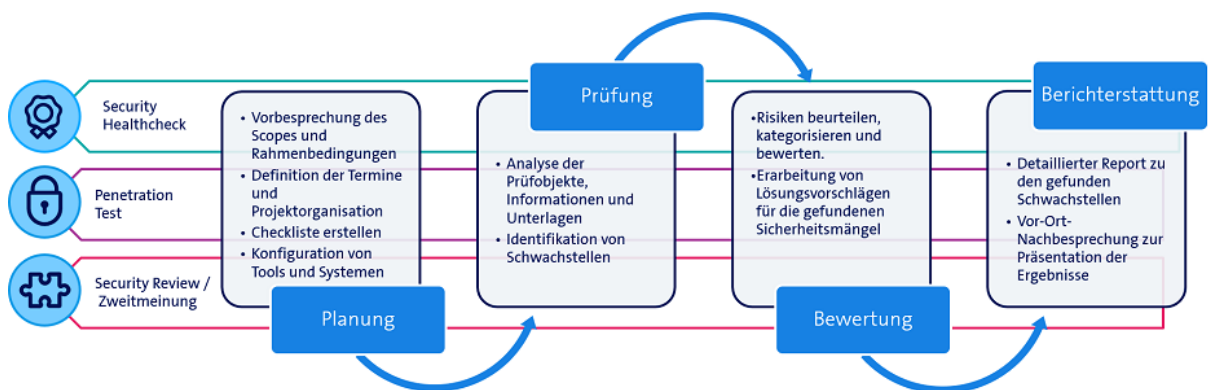 Security
Healthcheck
Penetration
Test
Security Review /
Zweitmeinung
• Vorbesprechung des
Scopes und
Rahmenbedingungen
• Definition der Termine
und
Projektorganisation
• Checkliste erstellen
• Konfiguration von
Tools und Systemen
Planung
Prüfung
• Analyse der
Prüfobjekte,
Informationen und
Unterlagen
• Identifikation von
Schwachstellen
•Risiken beurteilen,
kategorisieren und
bewerten.
•Erarbeitung von
Lösungsvorschlägen
für die gefundenen
Sicherheitsmängel
Bewertung
Berichterstattung
• Detaillierter Report zu
den gefunden
Schwachstellen
• Vor-Ort-
Nachbesprechung zur
Präsentation der
Ergebnisse